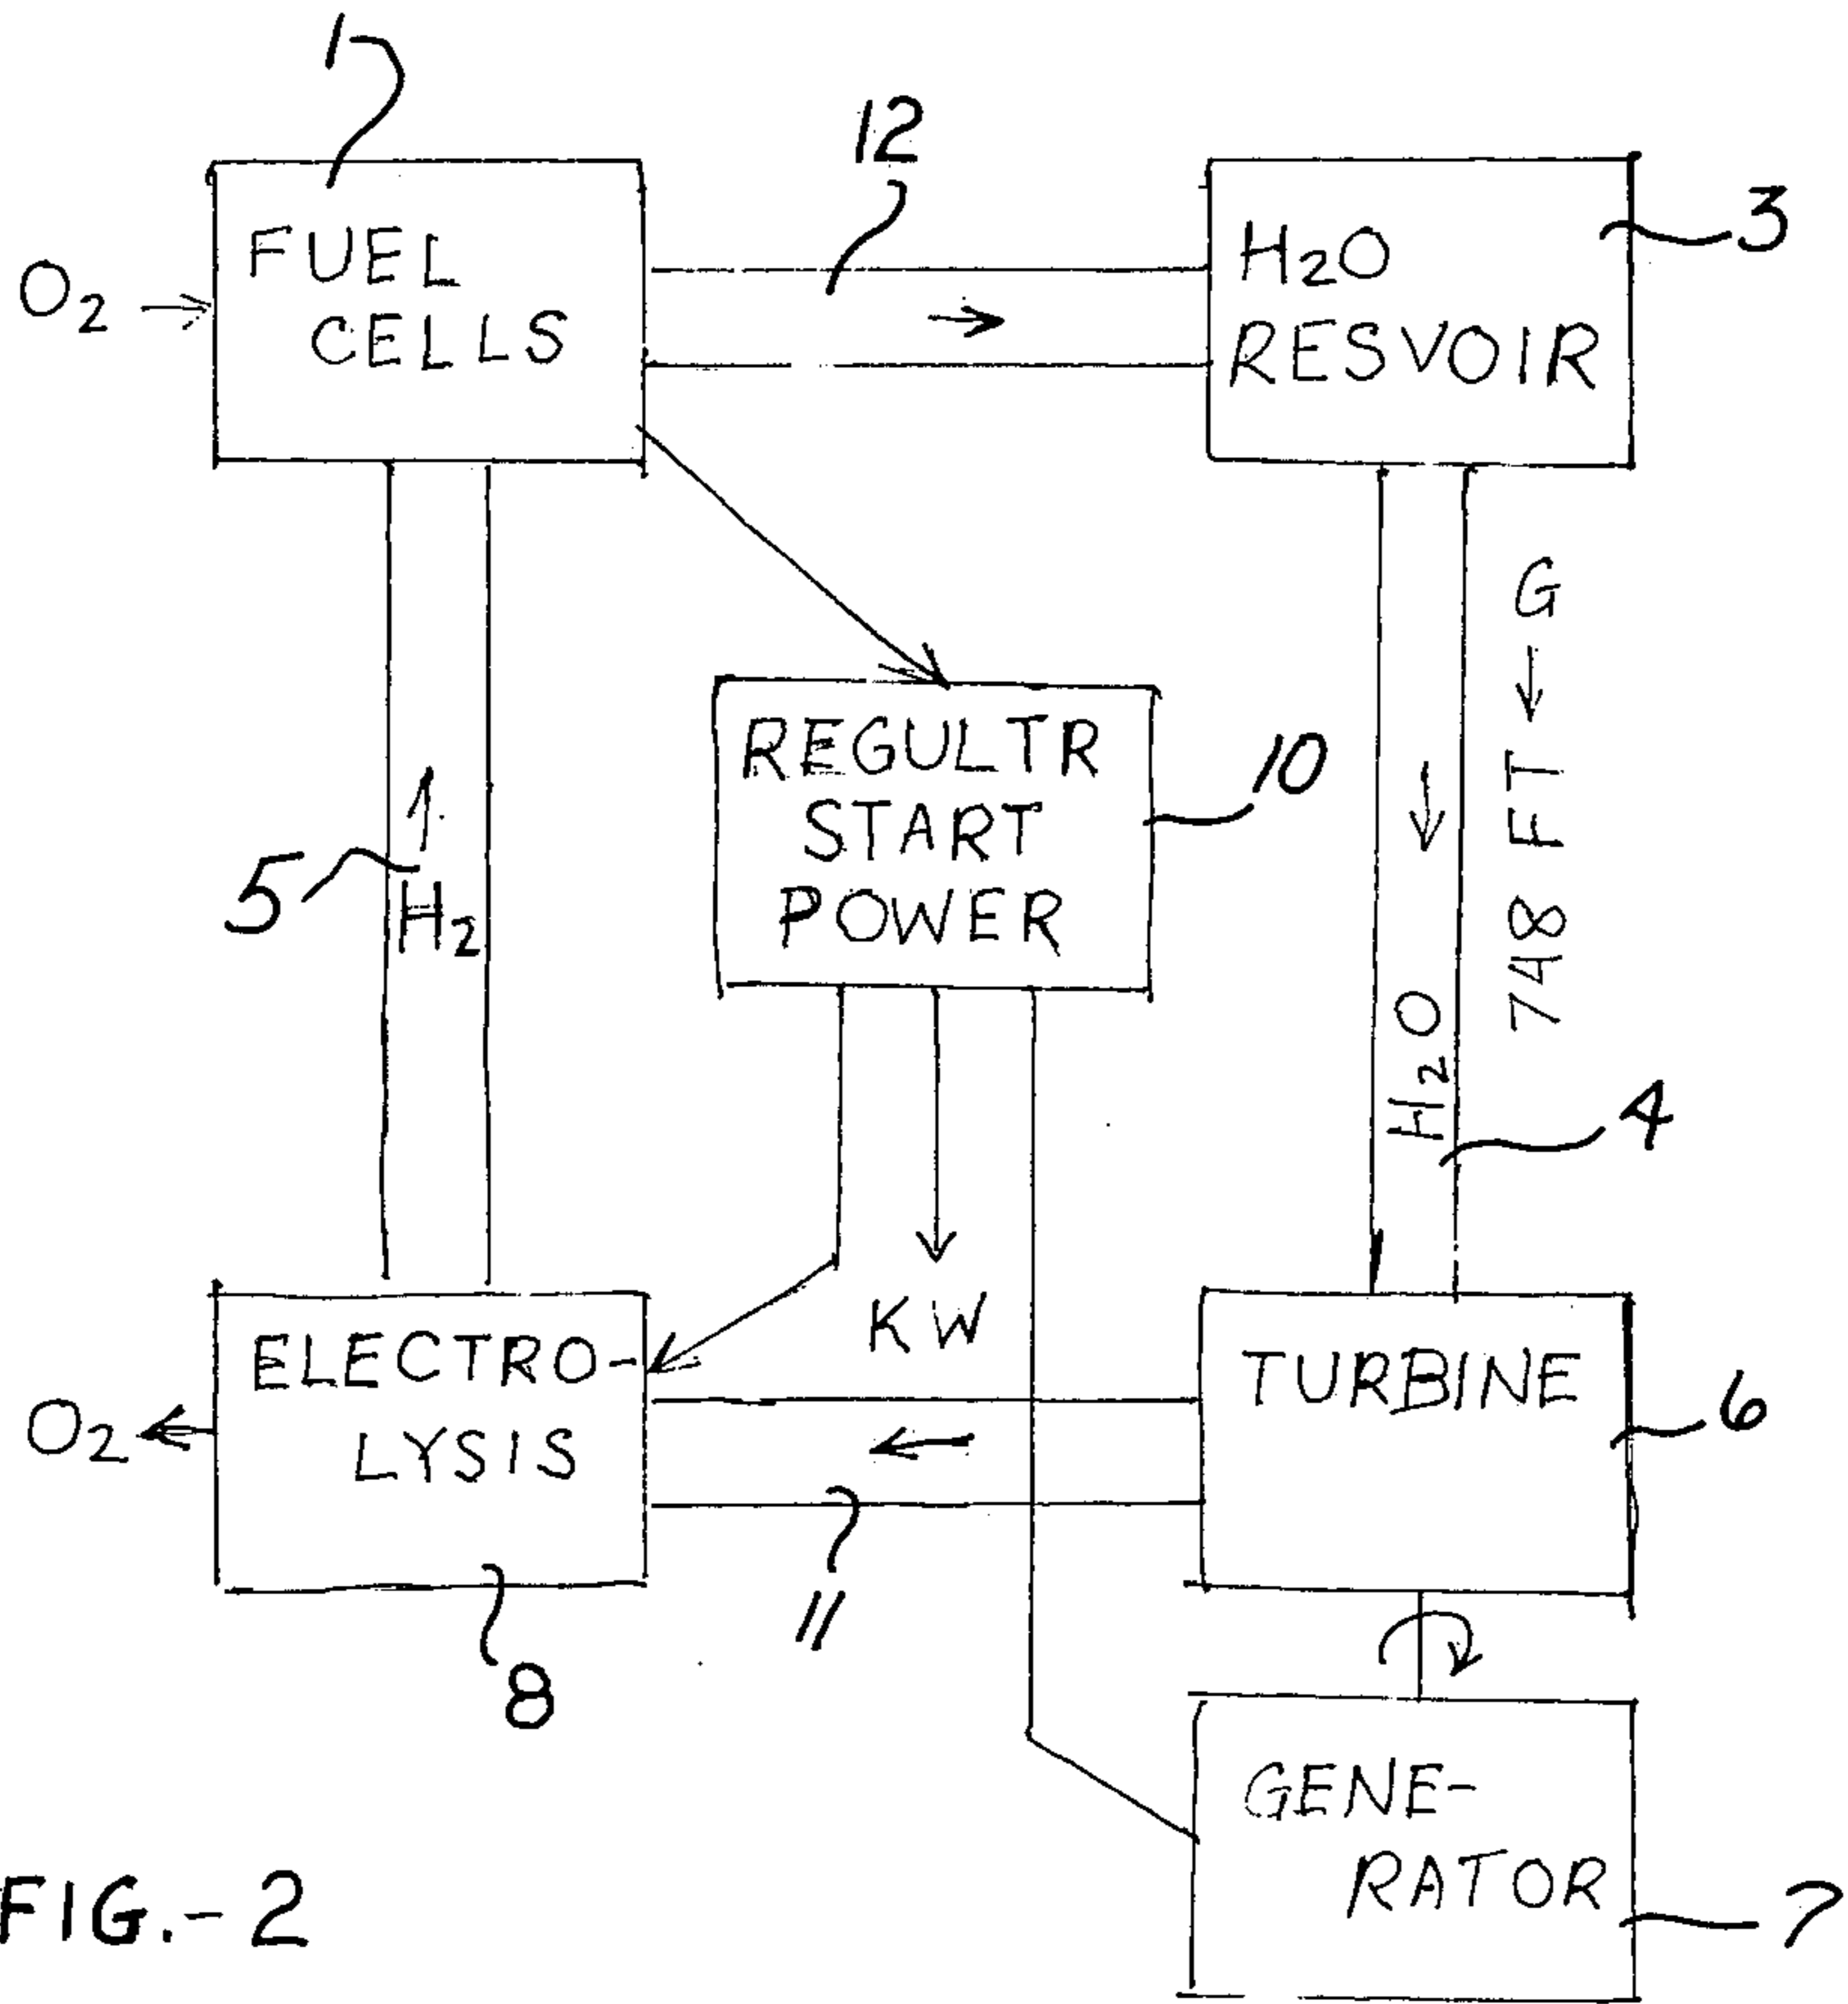 1
12
FUEL
CELLS
O2
H2O
RESVOIR
3
REGULTR
START
POWER
10
5
H2
748 FT
G
H2O
4
KW
ELECTRO-
LYSIS
O2
TURBINE
6
11
8
GENE-
RATOR
7
FIG.-2